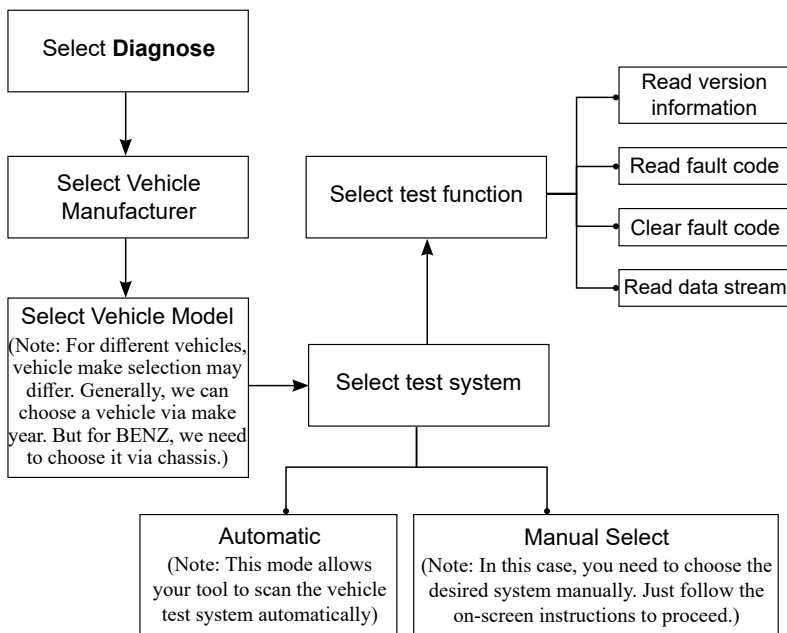 Select Diagnose
Select Vehicle
Manufacturer
Select Vehicle Model
(Note: For different vehicles,
vehicle make selection may
differ. Generally, we can
choose a vehicle via make
year. But for BENZ, we need
to choose it via chassis.)
Select test system
Select test function
Read version
information
Read fault code
Clear fault code
Read data stream
Automatic
(Note: This mode allows
your tool to scan the vehicle
test system automatically)
Manual Select
(Note: In this case, you need to choose the
desired system manually. Just follow the
on-screen instructions to proceed.)